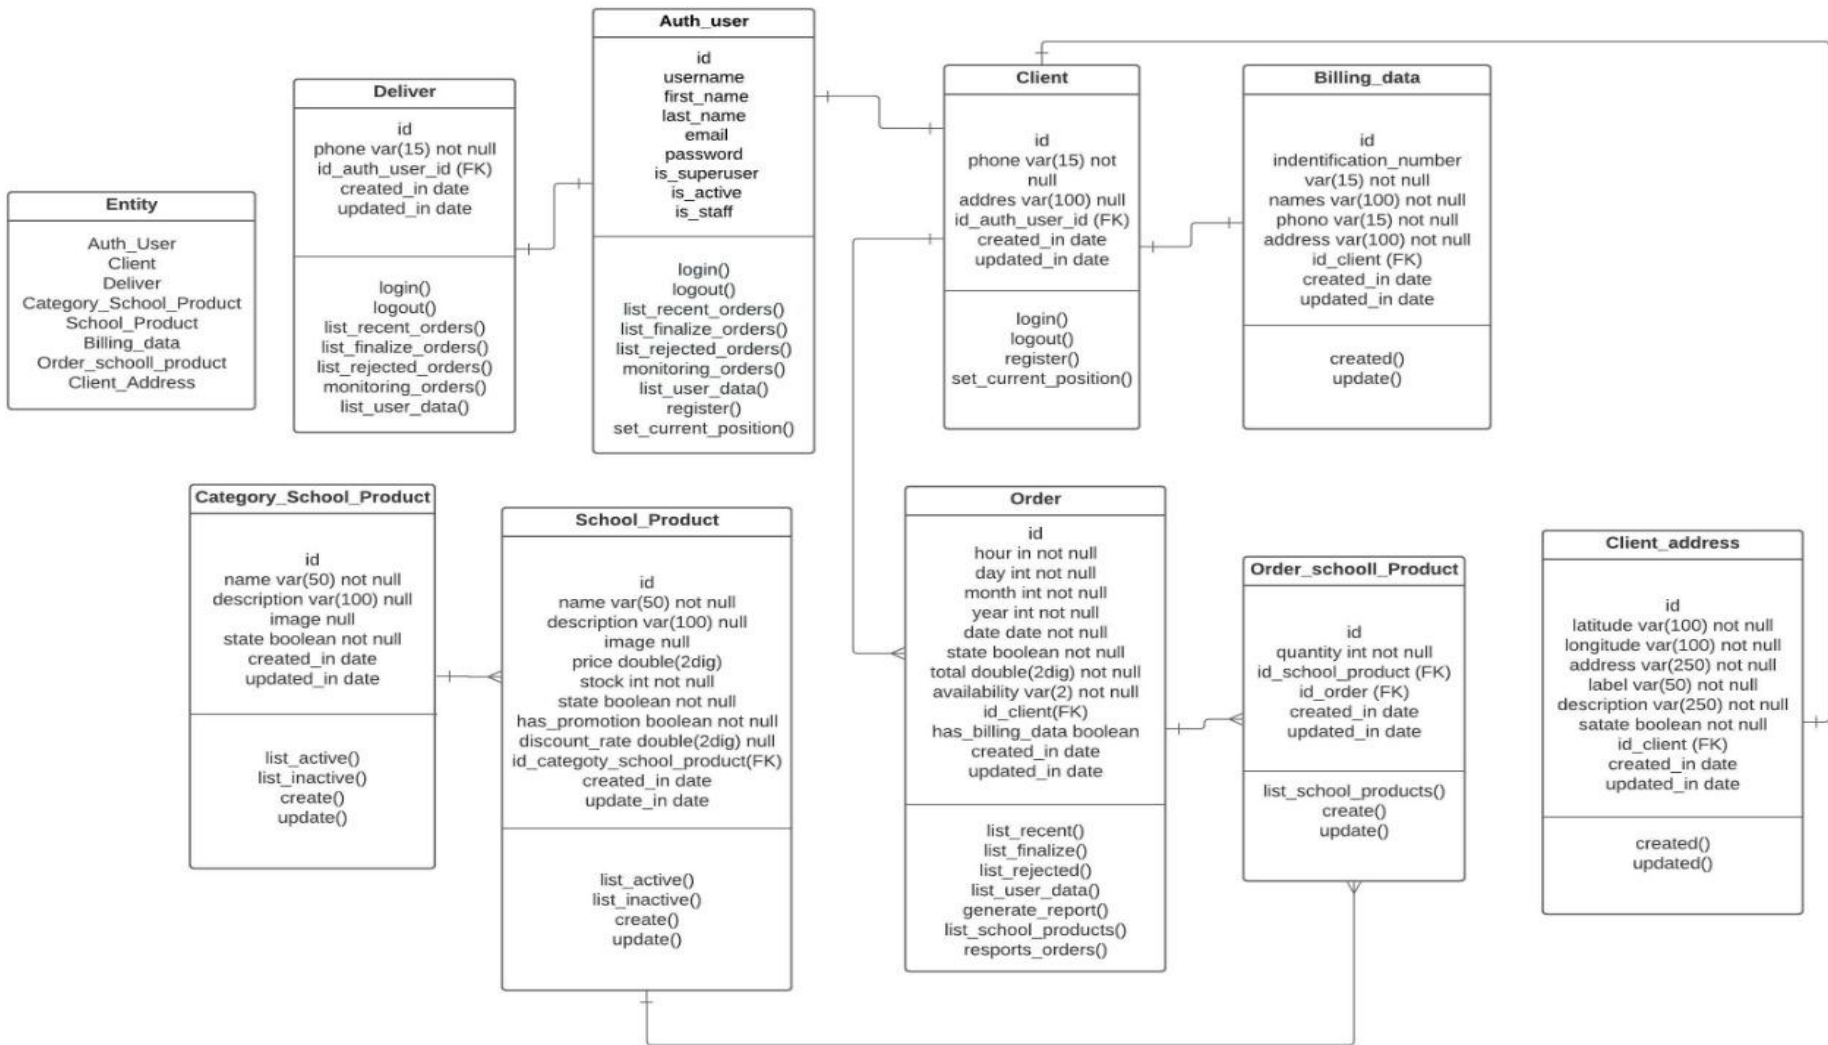 Entity
Auth_User
Client
Deliver
Category_School_Product
School_Product
Billing_data
Order_schooll_product
Client_Address
Deliver
id
phone var(15) not null
id_auth_user_id (FK)
created_in date
updated_in date
login()
logout()
list_recent_orders()
list_finalize_orders()
list_rejected_orders()
monitoring_orders()
list_user_data()
Auth_user
id
username
first_name
last_name
email
password
is_superuser
is_active
is_staff
login()
logout()
list_recent_orders()
list_finalize_orders()
list_rejected_orders()
monitoring_orders()
list_user_data()
register()
set_current_position()
Client
id
phone var(15) not
null
addres var(100) null
id_auth_user_id (FK)
created_in date
updated_in date
login()
logout()
register()
set_current_position()
Billing_data
id
indentification_number
var(15) not null
names var(100) not null
phono var(15) not null
address var(100) not null
id_client (FK)
created_in date
updated_in date
created()
update()
Category_School_Product
id
name var(50) not null
description var(100) null
image null
state boolean not null
created_in date
updated_in date
list_active()
list_inactive()
create()
update()
School_Product
id
name var(50) not null
description var(100) null
image null
price double(2dig)
stock int not null
state boolean not null
has_promotion boolean not null
discount_rate double(2dig) null
id_categoty_school_product(FK)
created_in date
update_in date
list_active()
list_inactive()
create()
update()
Order
id
hour in not null
day int not null
month int not null
year int not null
date date not null
state boolean not null
total double(2dig) not null
availability var(2) not null
id_client(FK)
has_billing_data boolean
created_in date
updated_in date
list_recent()
list_finalize()
list_rejected()
list_user_data()
generate_report()
list_school_products()
resports_orders()
Order_schooll_Product
id
quantity int not null
id_school_product (FK)
id_order (FK)
created_in date
updated_in date
list_school_products()
create()
update()
Client_address
id
latitude var(100) not null
longitude var(100) not null
address var(250) not null
label var(50) not null
description var(250) not null
satate boolean not null
id_client (FK)
created_in date
updated_in date
created()
updated()